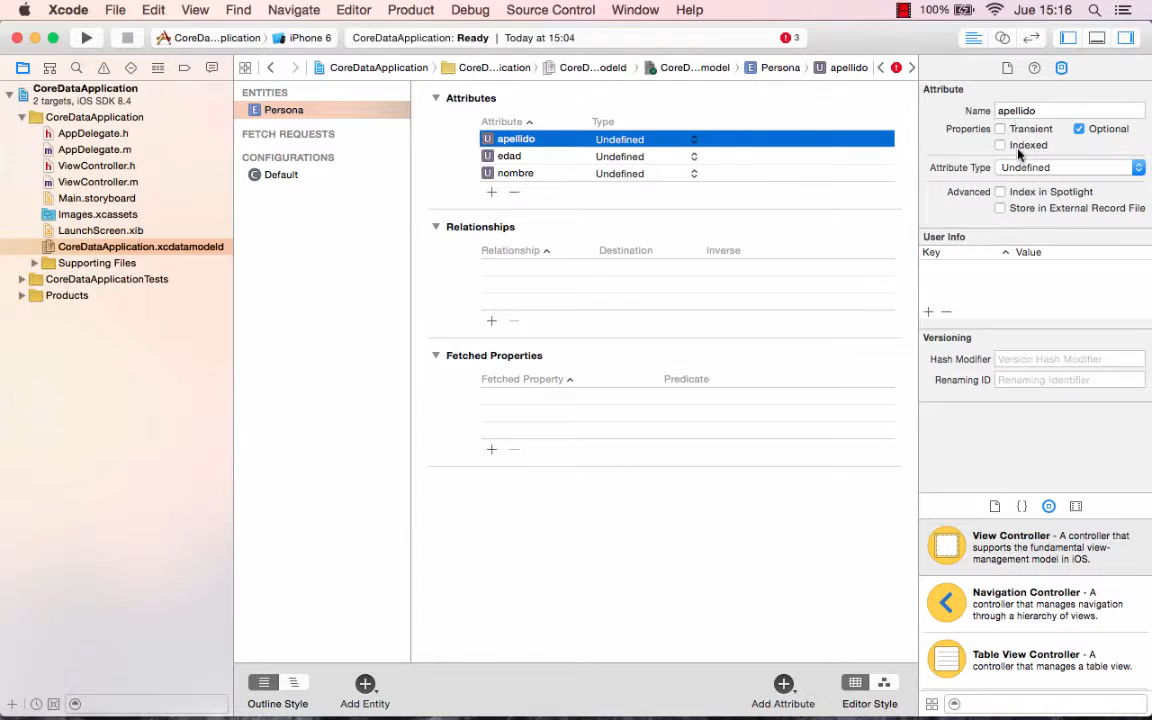 Xcode File Edit View Find Navigate Editor Product Debug Source Control Window Help 100% Jue 15:16
CoreDa...plication iPhone 6 CoreDataApplication: Ready Today at 15:04 3
CoreDataApplication CoreD...ication CoreD...odeld CoreD...model E Persona U apellido
CoreDataApplication
2 targets, iOS SDK 8.4
CoreDataApplication
AppDelegate.h
AppDelegate.m
ViewController.h
ViewController.m
Main.storyboard
Images.xcassets
LaunchScreen.xib
CoreDataApplication.xcdatamodeld
Supporting Files
CoreDataApplicationTests
Products
ENTITIES
E Persona
FETCH REQUESTS
CONFIGURATIONS
C Default
Attributes
Attribute Type
U apellido Undefined
U edad Undefined
U nombre Undefined
Relationships
Relationship Destination Inverse
Fetched Properties
Fetched Property Predicate
Outline Style Add Entity Add Attribute Editor Style
Attribute
Name apellido
Properties Transient Optional
Indexed
Attribute Type Undefined
Advanced Index in Spotlight
Store in External Record File
User Info
Key Value
Versioning
Hash Modifier Version Hash Modifier
Renaming ID Renaming Identifier
View Controller - A controller that
supports the fundamental view-
management model in iOS.
Navigation Controller - A
controller that manages navigation
through a hierarchy of views.
Table View Controller - A
controller that manages a table view.